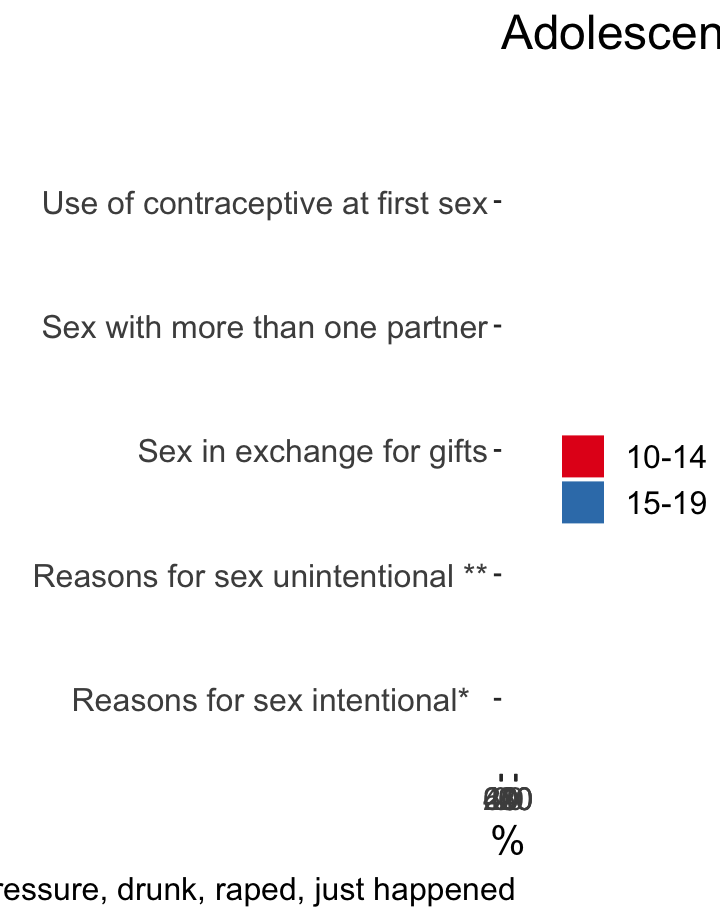 Adolescen
Use of contraceptive at first sex
Sex with more than one partner
Sex in exchange for gifts
10-14
15-19
Reasons for sex unintentional **
Reasons for sex intentional*
%
ressure, drunk, raped, just happened